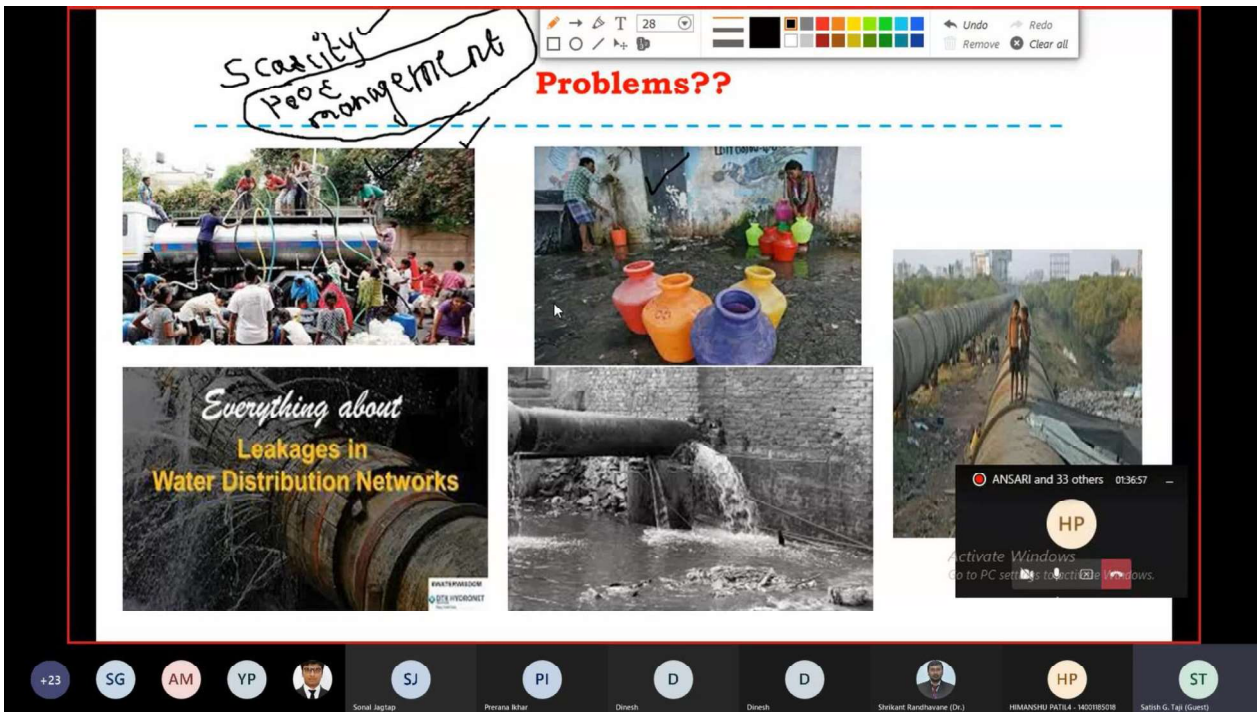 28
Undo
Redo
Remove
Clear all
Scarcity
Poor
management
Problems??
Everything about
Leakages in
Water Distribution Networks
#WATERWISDOM
DTK HYDRONET
ANSARI and 33 others 01:36:57
HP
Activate Windows
Go to PC settings to activate Windows.
+23
SG
AM
YP
SJ
PI
D
D
HP
ST
Sonal Jagtap
Prerana Ikhar
Dinesh
Dinesh
Shrikant Randhavane (Dr.)
HIMANSHU PATIL4 - 14001185018
Satish G. Taji (Guest)